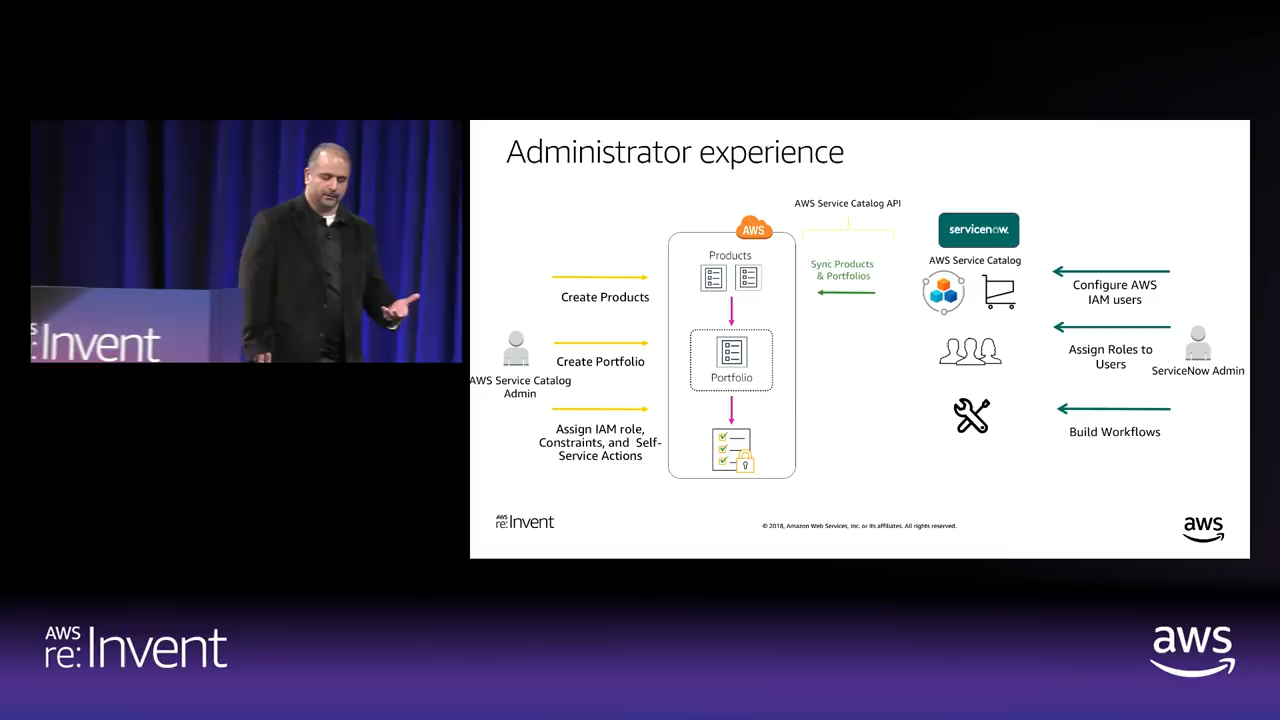 Administrator experience
AWS Service Catalog API
AWS
servicenow.
Products
AWS Service Catalog
Sync Products
& Portfolios
Create Products
Configure AWS
IAM users
Create Portfolio
Portfolio
Assign Roles to
Users
AWS Service Catalog
Admin
ServiceNow Admin
Assign IAM role,
Constraints, and Self-
Service Actions
Build Workflows
AWS
re:Invent
© 2018, Amazon Web Services, Inc. or its affiliates. All rights reserved.
aws
S
e:Invent
AWS
re:Invent
aws